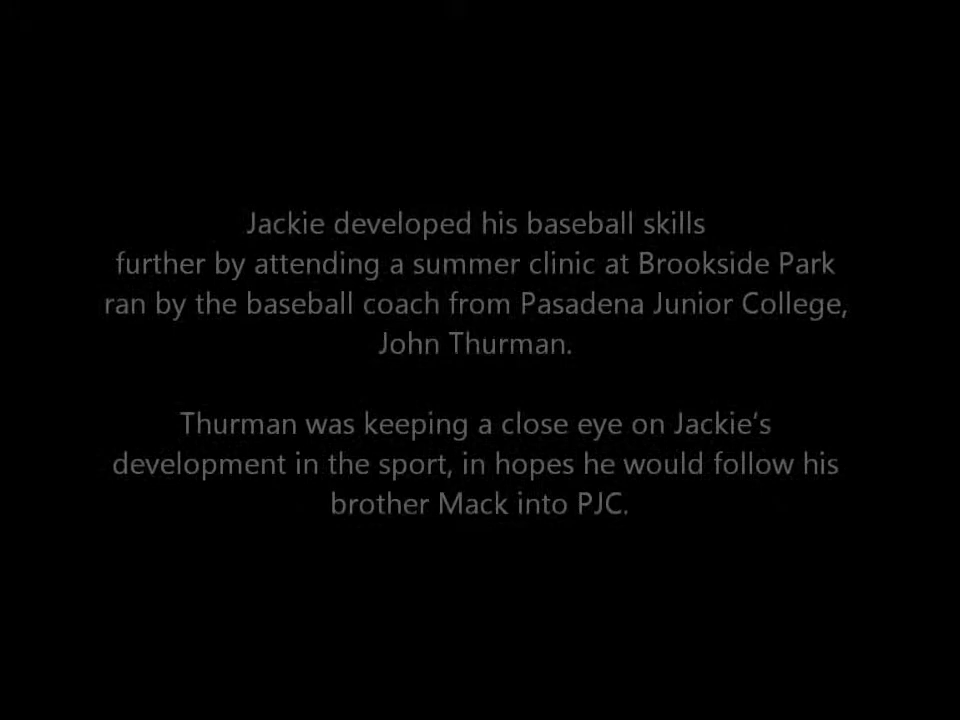 Jackie developed his baseball skills
further by attending a summer clinic at Brookside Park
ran by the baseball coach from Pasadena Junior College,
John Thurman.
Thurman was keeping a close eye on Jackie's
development in the sport, in hopes he would follow his
brother Mack into PJC.